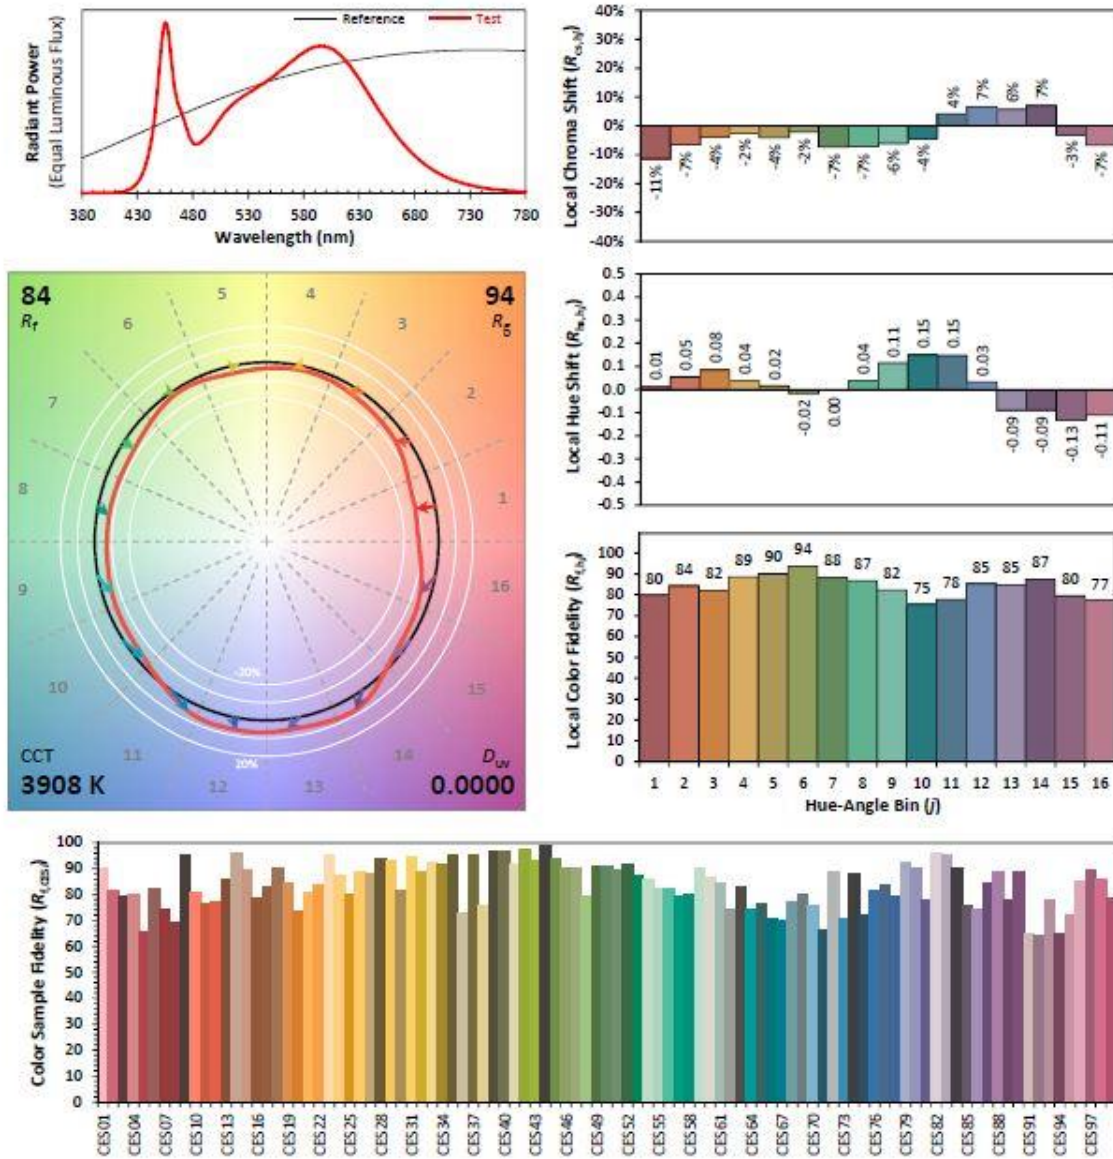 Reference
Test
Radiant Power
(Equal Luminous Flux)
380 430 480 530 580 630 680 730 780
Wavelength (nm)
Local Chroma Shift (Rcs,hj)
40%
30%
20%
10%
0%
-10%
-20%
-30%
-40%
-11% -7% -4% -2% -4% -2% -7% -7% -6% -4% 4% 7% 6% 7% -3% -7%
84
Rf
94
Rg
5 4
6 3
7 2
8 1
9 16
10 15
11 14
12 13
-20%
20%
CCT
3908 K
Duv
0.0000
Local Hue Shift (Rhs,hj)
0.5
0.4
0.3
0.2
0.1
0.0
-0.1
-0.2
-0.3
-0.4
-0.5
0.01 0.05 0.08 0.04 0.02 -0.02 0.00 0.04 0.11 0.15 0.15 0.03 -0.09 -0.09 -0.13 -0.11
Local Color Fidelity (Rf,hj)
100
90
80
70
60
50
40
30
20
10
0
80 84 82 89 90 94 88 87 82 75 78 85 85 87 80 77
1 2 3 4 5 6 7 8 9 10 11 12 13 14 15 16
Hue-Angle Bin (j)
Color Sample Fidelity (Rf,CESi)
100
90
80
70
60
50
40
30
20
10
0
CES01 CES04 CES07 CES10 CES13 CES16 CES19 CES22 CES25 CES28 CES31 CES34 CES37 CES40 CES43 CES46 CES49 CES52 CES55 CES58 CES61 CES64 CES67 CES70 CES73 CES76 CES79 CES82 CES85 CES88 CES91 CES94 CES97